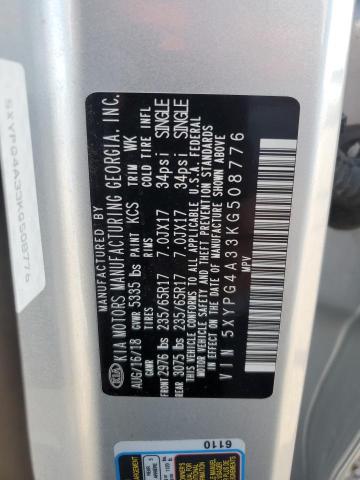 MANUFACTURED BY
KIA KIA MOTORS MANUFACTURING GEORGIA, INC.
AUG/16/18 GVWR 5335 lbs PAINT KCS TRIM WK
GAWR TIRES RIMS COLD TIRE INFL
FRONT 2976 lbs 235/65R17 7.0JX17 34psi SINGLE
REAR 3075 lbs 235/65R17 7.0JX17 34psi SINGLE
THIS VEHICLE CONFORMS TO ALL APPLICABLE U.S.A FEDERAL
MOTOR VEHICLE SAFETY, BUMPER, AND THEFT PREVENTION STANDARDS
IN EFFECT ON THE DATE OF MANUFACTURE SHOWN ABOVE.
VIN : 5XYPG4A33KG508776
MPV
5XYPG4A33KG508776
6110